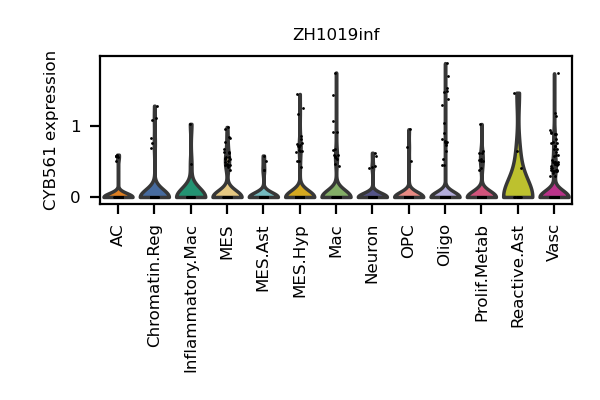 ZH1019inf
CYB561 expression
1
0
AC
Chromatin.Reg
Inflammatory.Mac
MES
MES.Ast
MES.Hyp
Mac
Neuron
OPC
Oligo
Prolif.Metab
Reactive.Ast
Vasc